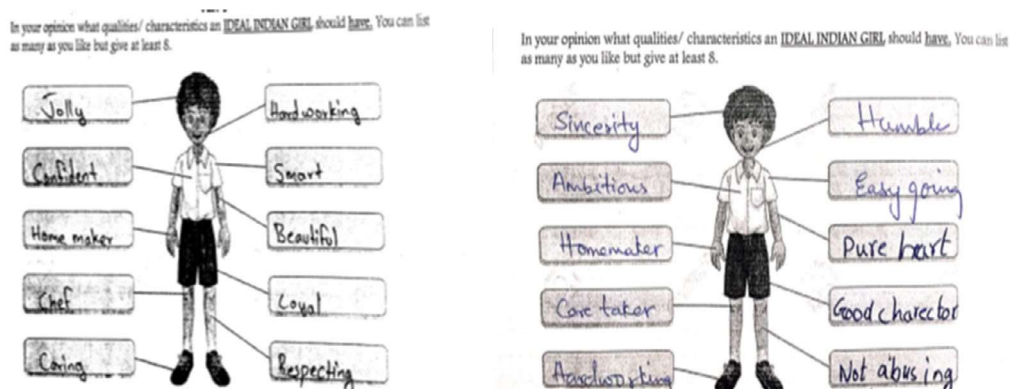 In your opinion what qualities/ characteristics an IDEAL INDIAN GIRL should have. You can list
as many as you like but give at least 8.
Jolly
Hardworking
Confident
Smart
Home maker
Beautiful
Chef
Loyal
Caring
Respecting
In your opinion what qualities/ characteristics an IDEAL INDIAN GIRL should have. You can list
as many as you like but give at least 8.
Sincerity
Humble
Ambitious
Easy going
Homemaker
Pure hart
Care taker
Good charector
Hardworking
Not abusing